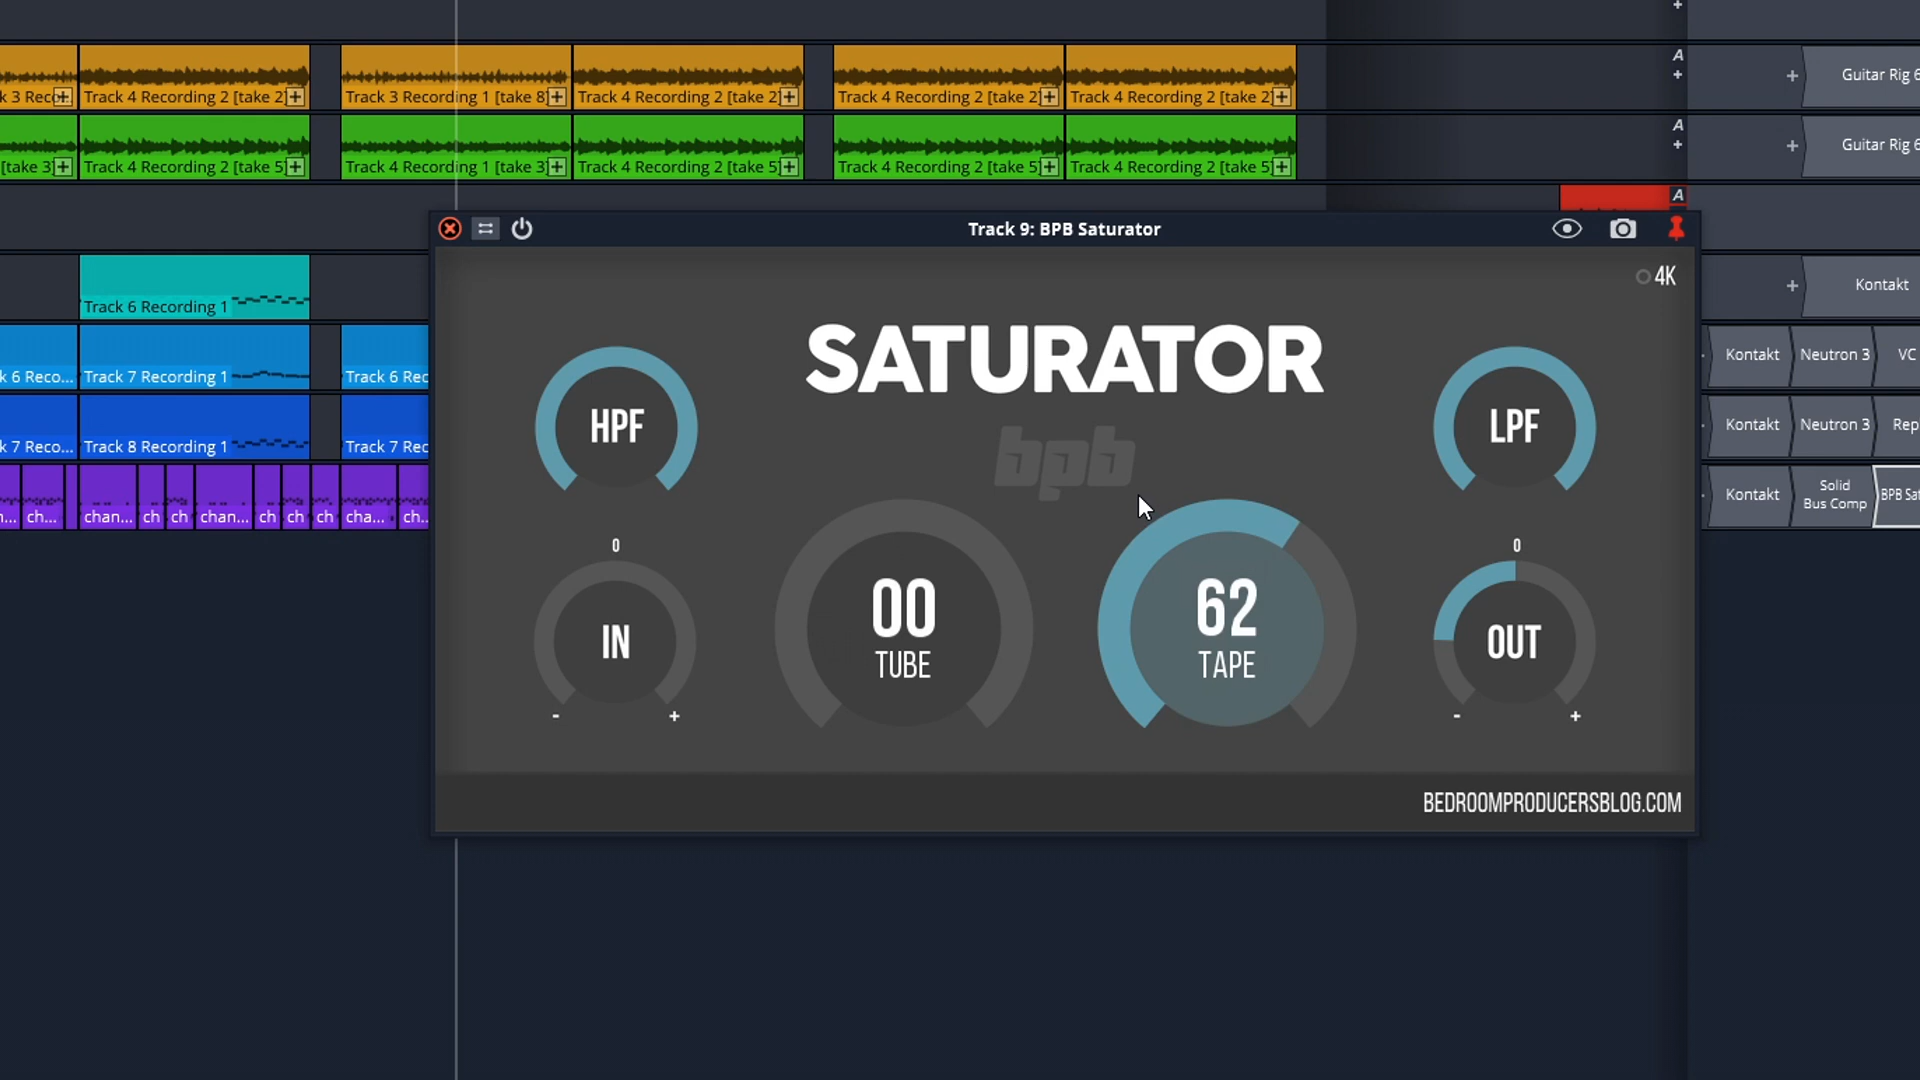 k 3 Reco.. Track 4 Recording 2 [take 2] Track 3 Recording 1 [take 8] Track 4 Recording 2 [take 2] Track 4 Recording 2 [take 2] Track 4 Recording 2 [take 2] A + Guitar Rig 6
[take 3] Track 4 Recording 2 [take 5] Track 4 Recording 1 [take 3] Track 4 Recording 2 [take 5] Track 4 Recording 2 [take 5] Track 4 Recording 2 [take 5] A + Guitar Rig 6
A
Track 9: BPB Saturator
4K
Track 6 Recording 1 Kontakt
SATURATOR
bpb
HPF
LPF
k 6 Reco... Track 7 Recording 1 Track 6 Rec Kontakt Neutron 3 VC
k 7 Reco... Track 8 Recording 1 Track 7 Rec Kontakt Neutron 3 Rep
n... ch... chan... ch ch chan... ch ch ch cha... ch... Kontakt Solid Bus Comp BPB Sat
0
IN
- +
00
TUBE
62
TAPE
0
OUT
- +
BEDROOMPRODUCERSBLOG.COM